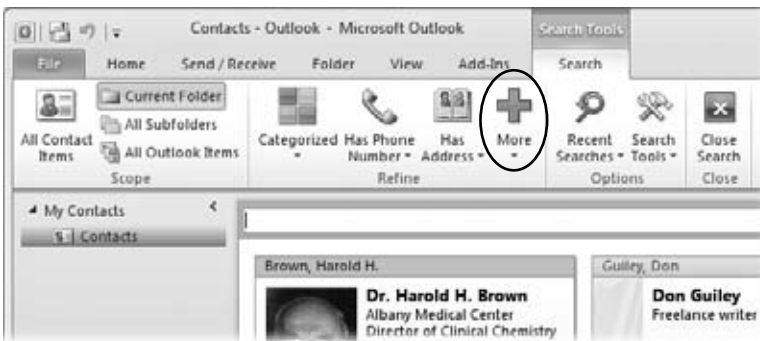 Contacts - Outlook - Microsoft Outlook
Search Tools
File Home Send / Receive Folder View Add-Ins Search
All Contact Items
Current Folder
All Subfolders
All Outlook Items
Scope
Categorized
Has Phone Number
Has Address
More
Refine
Recent Searches
Search Tools
Options
Close Search
Close
My Contacts
Contacts
Brown, Harold H.
Dr. Harold H. Brown
Albany Medical Center
Director of Clinical Chemistry
Guiley, Don
Don Guiley
Freelance writer